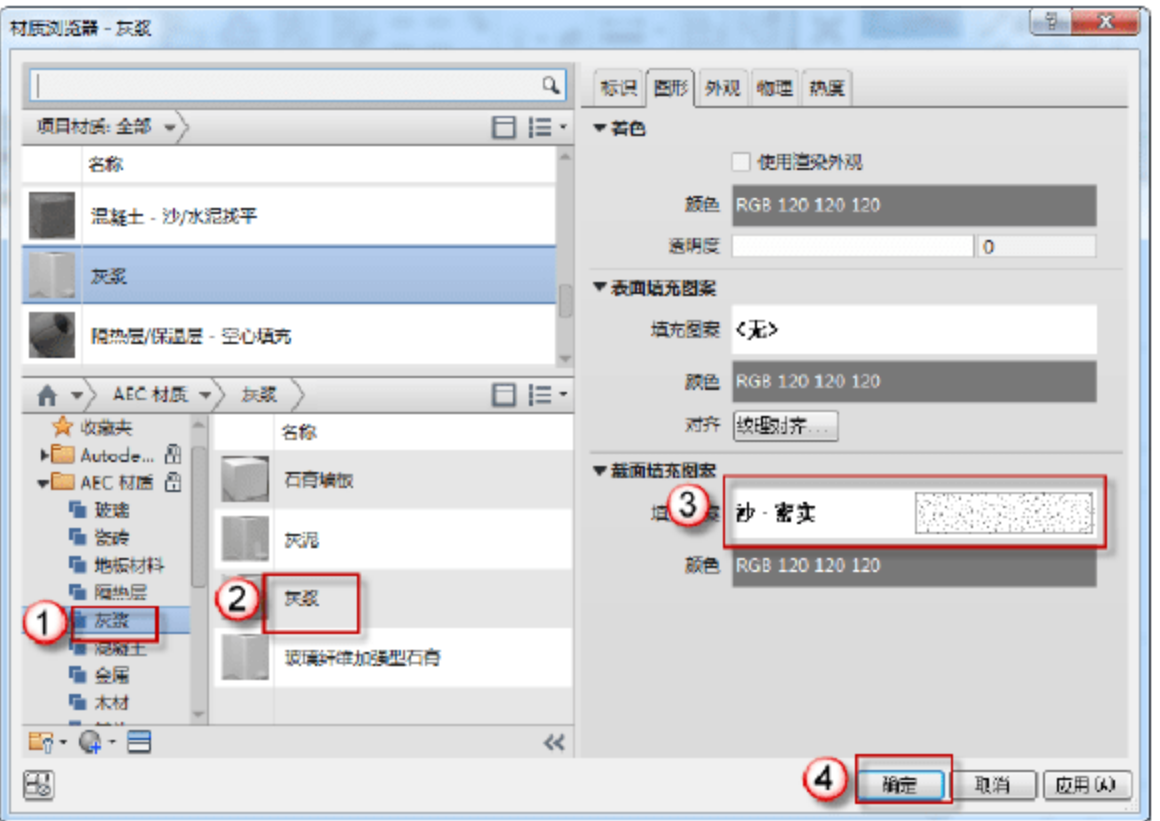 材质浏览器 - 灰浆
项目材质: 全部
名称
混凝土 - 沙/水泥找平
灰浆
隔热层/保温层 - 空心填充
AEC 材质
灰浆
收藏夹
Autode...
AEC 材质
玻璃
瓷砖
地板材料
隔热层
① 灰浆
混凝土
金属
木材
名称
石膏墙板
灰泥
② 灰浆
玻璃纤维加强型石膏
标识 图形 外观 物理 热度
着色
使用渲染外观
颜色 RGB 120 120 120
透明度 0
表面填充图案
填充图案 <无>
颜色 RGB 120 120 120
对齐 纹理对齐...
截面填充图案
③ 沙 - 密实
颜色 RGB 120 120 120
④ 确定 取消 应用(A)